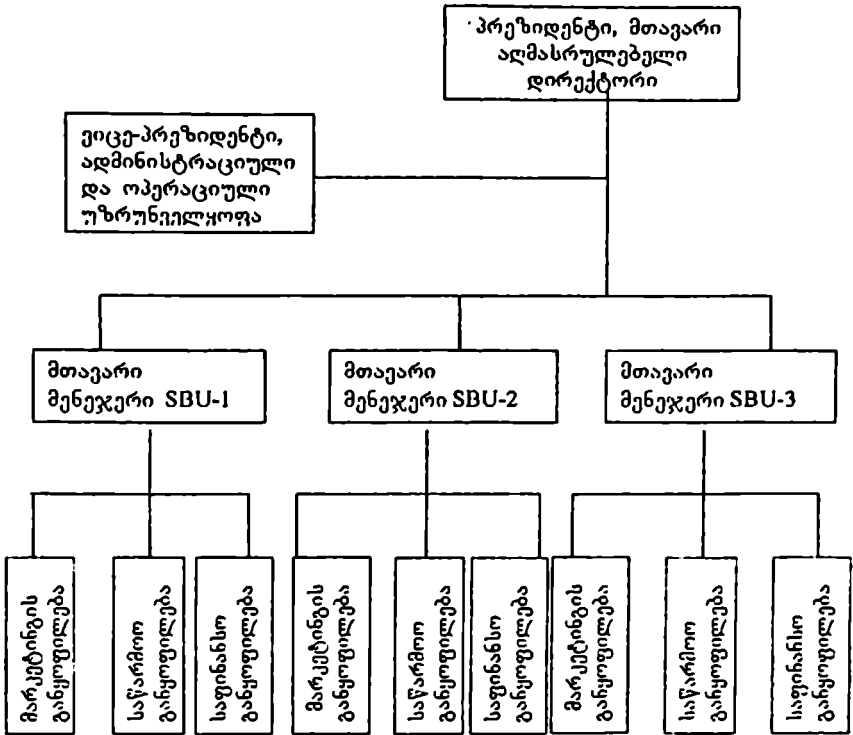 პრეზიდენტი, მთავარი
აღმასრულებელი
დირექტორი
ვიცე-პრეზიდენტი,
ადმინისტრაციული
და ოპერაციული
უზრუნველყოფა
მთავარი
მენეჯერი SBU-1
მთავარი
მენეჯერი SBU-2
მთავარი
მენეჯერი SBU-3
მარკეტინგის
განყოფილება
საწარმოო
განყოფილება
საფინანსო
განყოფილება
მარკეტინგის
განყოფილება
საწარმოო
განყოფილება
საფინანსო
განყოფილება
მარკეტინგის
განყოფილება
საწარმოო
განყოფილება
საფინანსო
განყოფილება